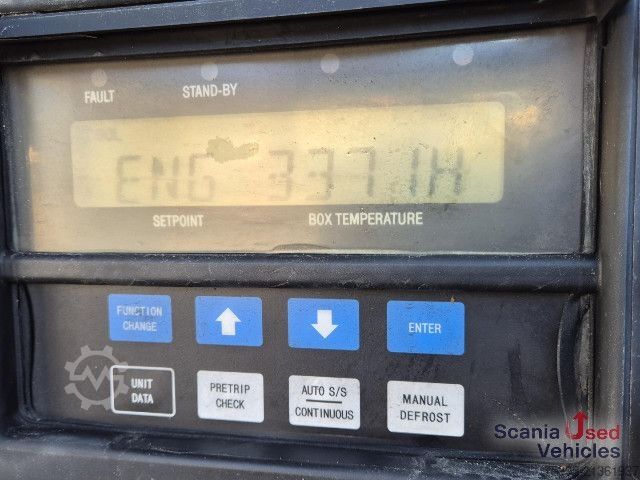 FAULT STAND-BY
ENG 3371H
SETPOINT BOX TEMPERATURE
FUNCTION CHANGE
ENTER
UNIT DATA
PRETRIP CHECK
AUTO S/S CONTINUOUS
MANUAL DEFROST
Scania Used
Vehicles